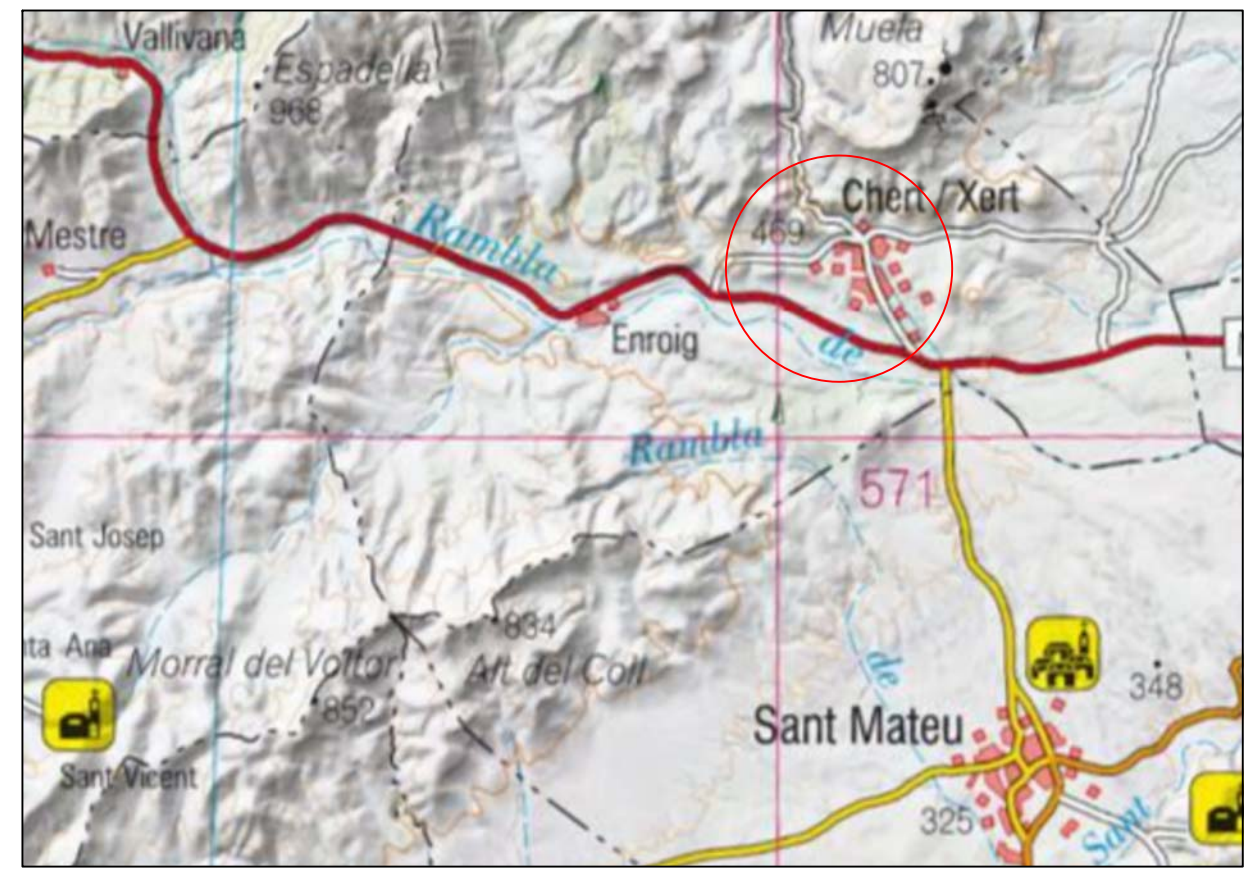 Vallivana
Muela
Espadella
807
968
Chert / Xert
Mestre
469
Rambla
de
Enroig
Rambla
571
Sant Josep
834
ta Ana
Morral del Voltor
Alt del Coll
de
348
852
Sant Mateu
Sant Vicent
325
Sant